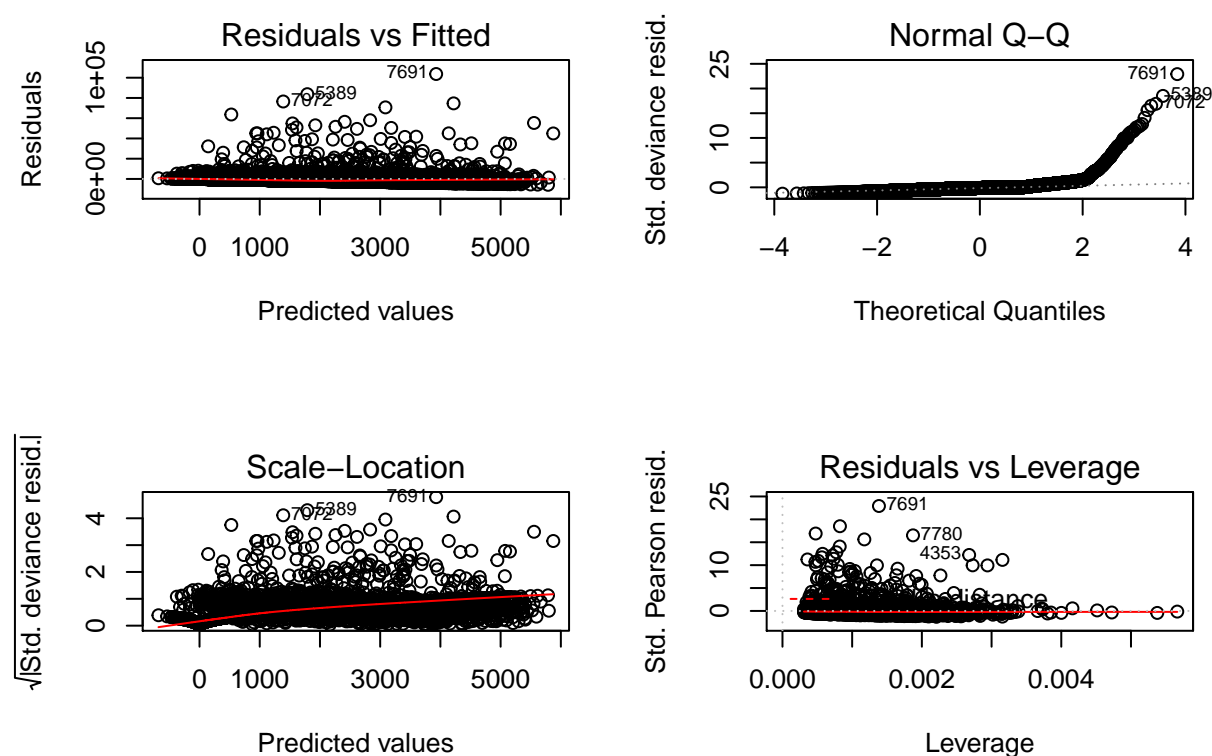 Residuals vs Fitted
Residuals
0e+00 1e+05
7691
5389
7072
0 1000 3000 5000
Predicted values
Normal Q−Q
Std. deviance resid.
0 10 25
7691
5389
7072
−4 −2 0 2 4
Theoretical Quantiles
Scale−Location
√|Std. deviance resid.|
0 2 4
7691
5389
7072
0 1000 3000 5000
Predicted values
Residuals vs Leverage
Std. Pearson resid.
0 10 25
7691
7780
4353
distance
0.000 0.002 0.004
Leverage